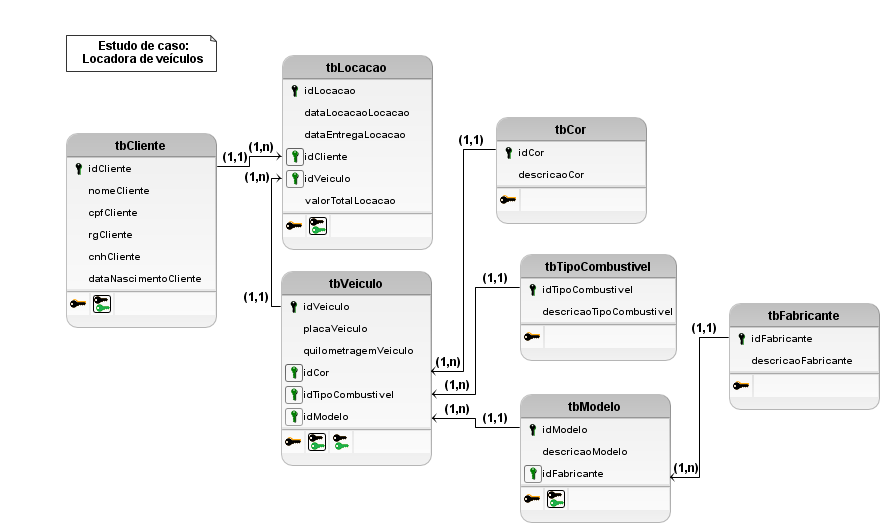 Estudo de caso:
Locadora de veículos
tbLocacao
idLocacao
dataLocacaoLocacao
dataEntregaLocacao
idCliente
idVeiculo
valorTotalLocacao
tbCliente
idCliente
nomeCliente
cpfCliente
rgCliente
cnhCliente
dataNascimentoCliente
(1,1)
(1,n)
(1,n)
(1,1)
tbVeiculo
idVeiculo
placaVeiculo
quilometragemVeiculo
idCor
idTipoCombustivel
idModelo
(1,1)
(1,n)
tbCor
idCor
descricaoCor
(1,1)
(1,n)
tbTipoCombustivel
idTipoCombustivel
descricaoTipoCombustivel
(1,n)
(1,1)
tbModelo
idModelo
descricaoModelo
idFabricante
(1,1)
(1,n)
tbFabricante
idFabricante
descricaoFabricante